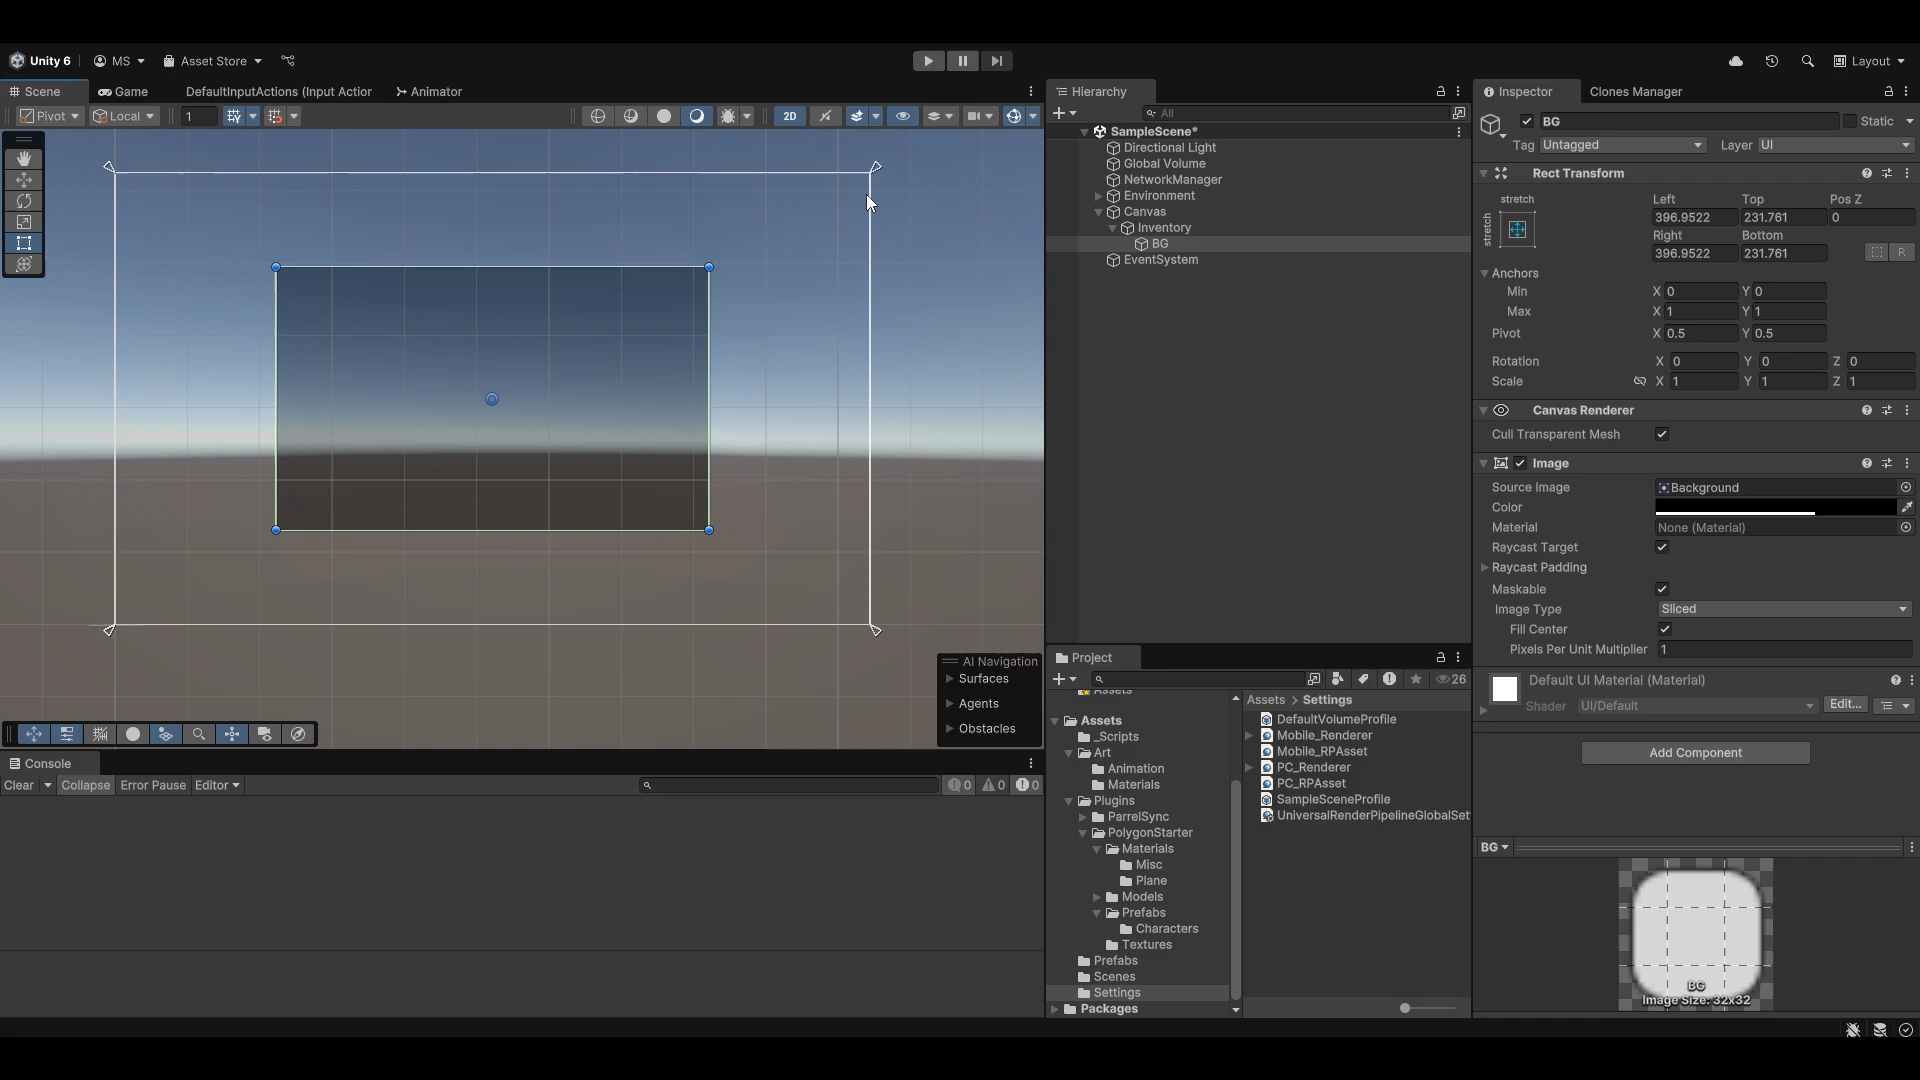 Unity 6 MS Asset Store Layout
Scene Game DefaultInputActions (Input Action Animator
Pivot Local 1 2D
AI Navigation
Surfaces
Agents
Obstacles
Console
Clear Collapse Error Pause Editor 0 0 0
Hierarchy
All
SampleScene*
Directional Light
Global Volume
NetworkManager
Environment
Canvas
Inventory
BG
EventSystem
Project
26
Assets
Assets
_Scripts
Art
Animation
Materials
Plugins
ParrelSync
PolygonStarter
Materials
Misc
Plane
Models
Prefabs
Characters
Textures
Prefabs
Scenes
Settings
Packages
Assets > Settings
DefaultVolumeProfile
Mobile_Renderer
Mobile_RPAsset
PC_Renderer
PC_RPAsset
SampleSceneProfile
UniversalRenderPipelineGlobalSet
Inspector Clones Manager
BG Static
Tag Untagged Layer UI
Rect Transform
stretch Left Top Pos Z
stretch 396.9522 231.761 0
Right Bottom
396.9522 231.761 R
Anchors
Min X 0 Y 0
Max X 1 Y 1
Pivot X 0.5 Y 0.5
Rotation X 0 Y 0 Z 0
Scale X 1 Y 1 Z 1
Canvas Renderer
Cull Transparent Mesh
Image
Source Image Background
Color
Material None (Material)
Raycast Target
Raycast Padding
Maskable
Image Type Sliced
Fill Center
Pixels Per Unit Multiplier 1
Default UI Material (Material)
Shader UI/Default Edit...
Add Component
BG
BG
Image Size: 32x32